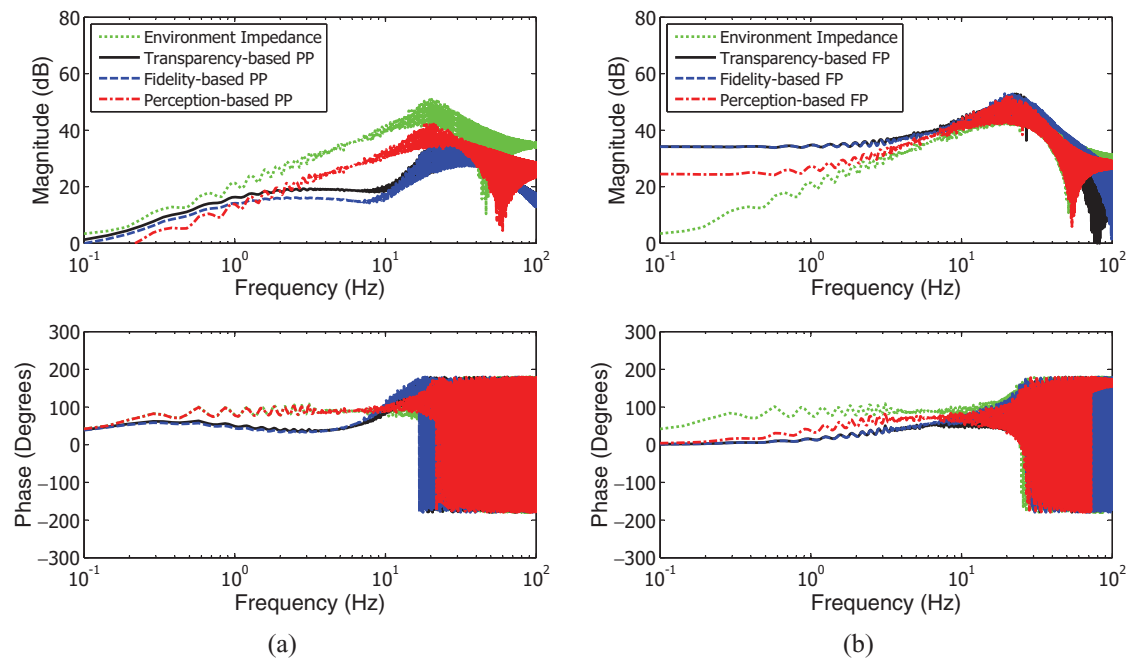 80
60
40
20
0
Magnitude (dB)
Environment Impedance
Transparency-based PP
Fidelity-based PP
Perception-based PP
10^-1
10^0
10^1
10^2
Frequency (Hz)
80
60
40
20
0
Magnitude (dB)
Environment Impedance
Transparency-based FP
Fidelity-based FP
Perception-based FP
10^-1
10^0
10^1
10^2
Frequency (Hz)
300
200
100
0
−100
−200
−300
Phase (Degrees)
10^-1
10^0
10^1
10^2
Frequency (Hz)
(a)
300
200
100
0
−100
−200
−300
Phase (Degrees)
10^-1
10^0
10^1
10^2
Frequency (Hz)
(b)